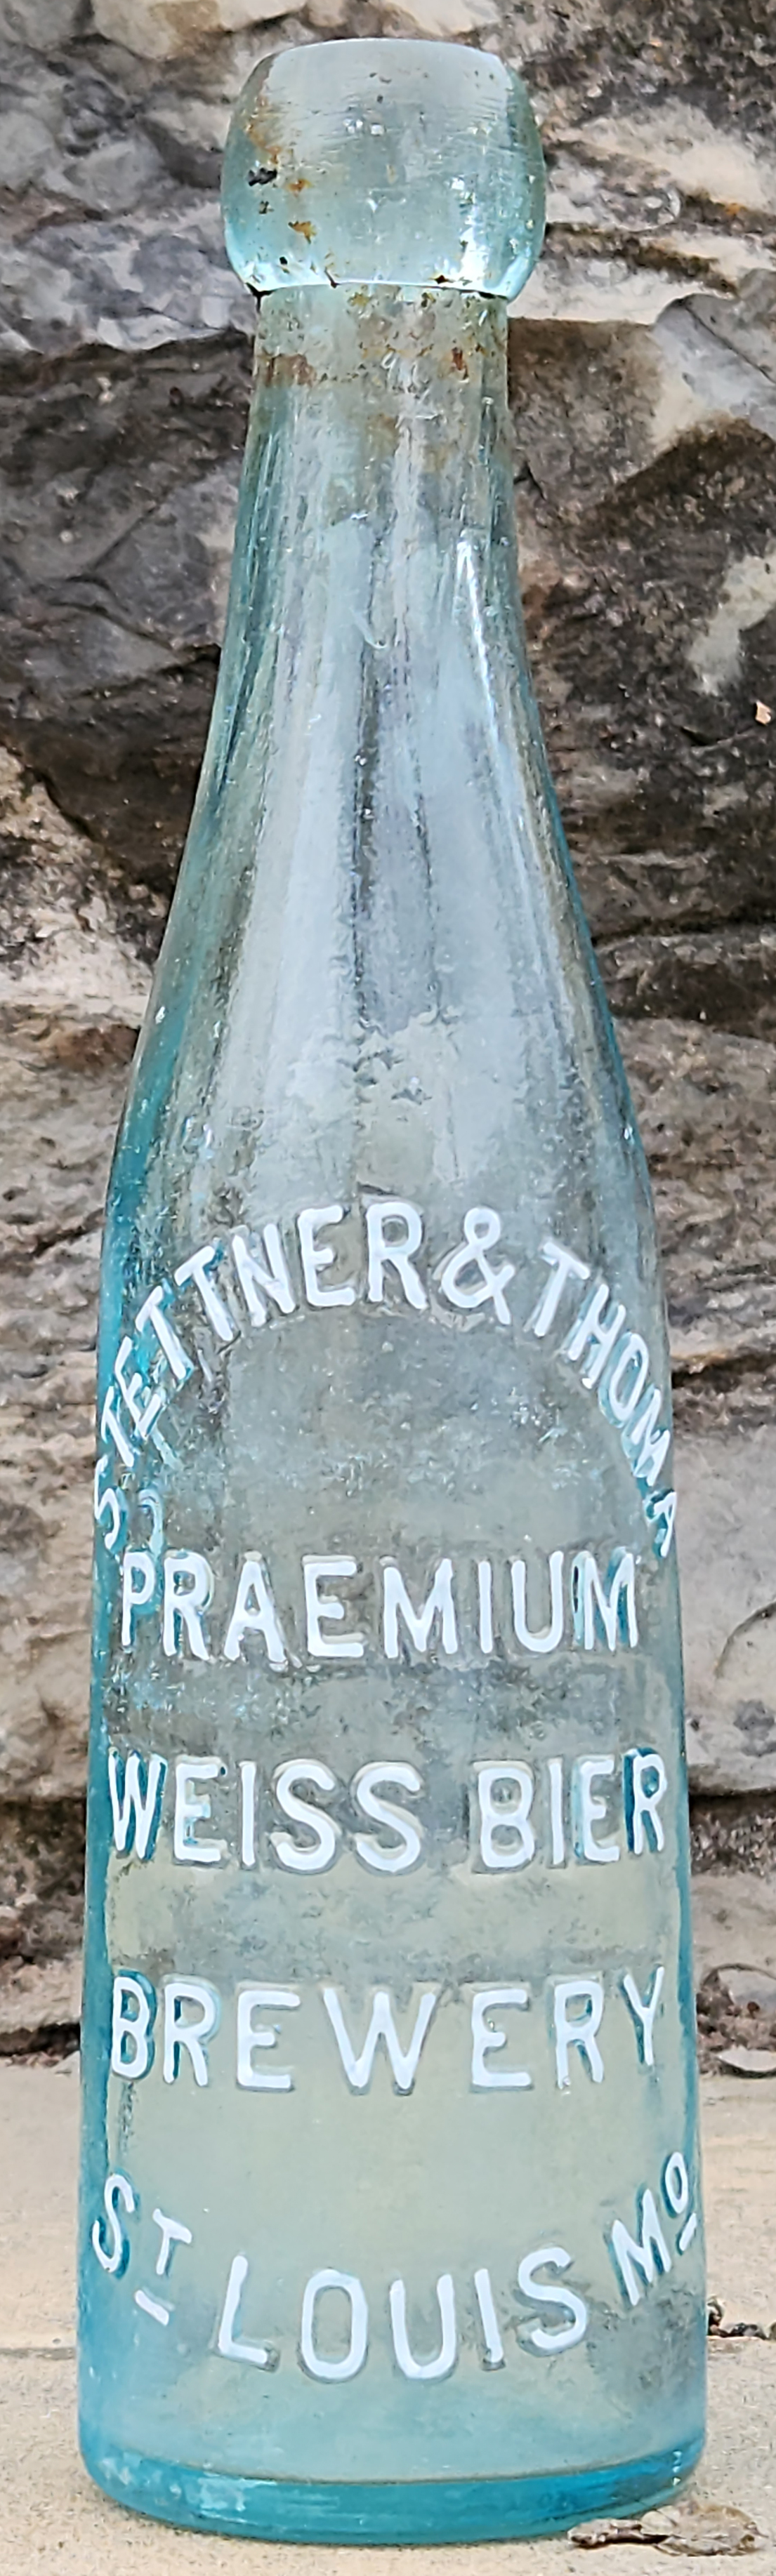 STETTNER & THOMA
PRAEMIUM
WEISS BIER
BREWERY
ST LOUIS MO